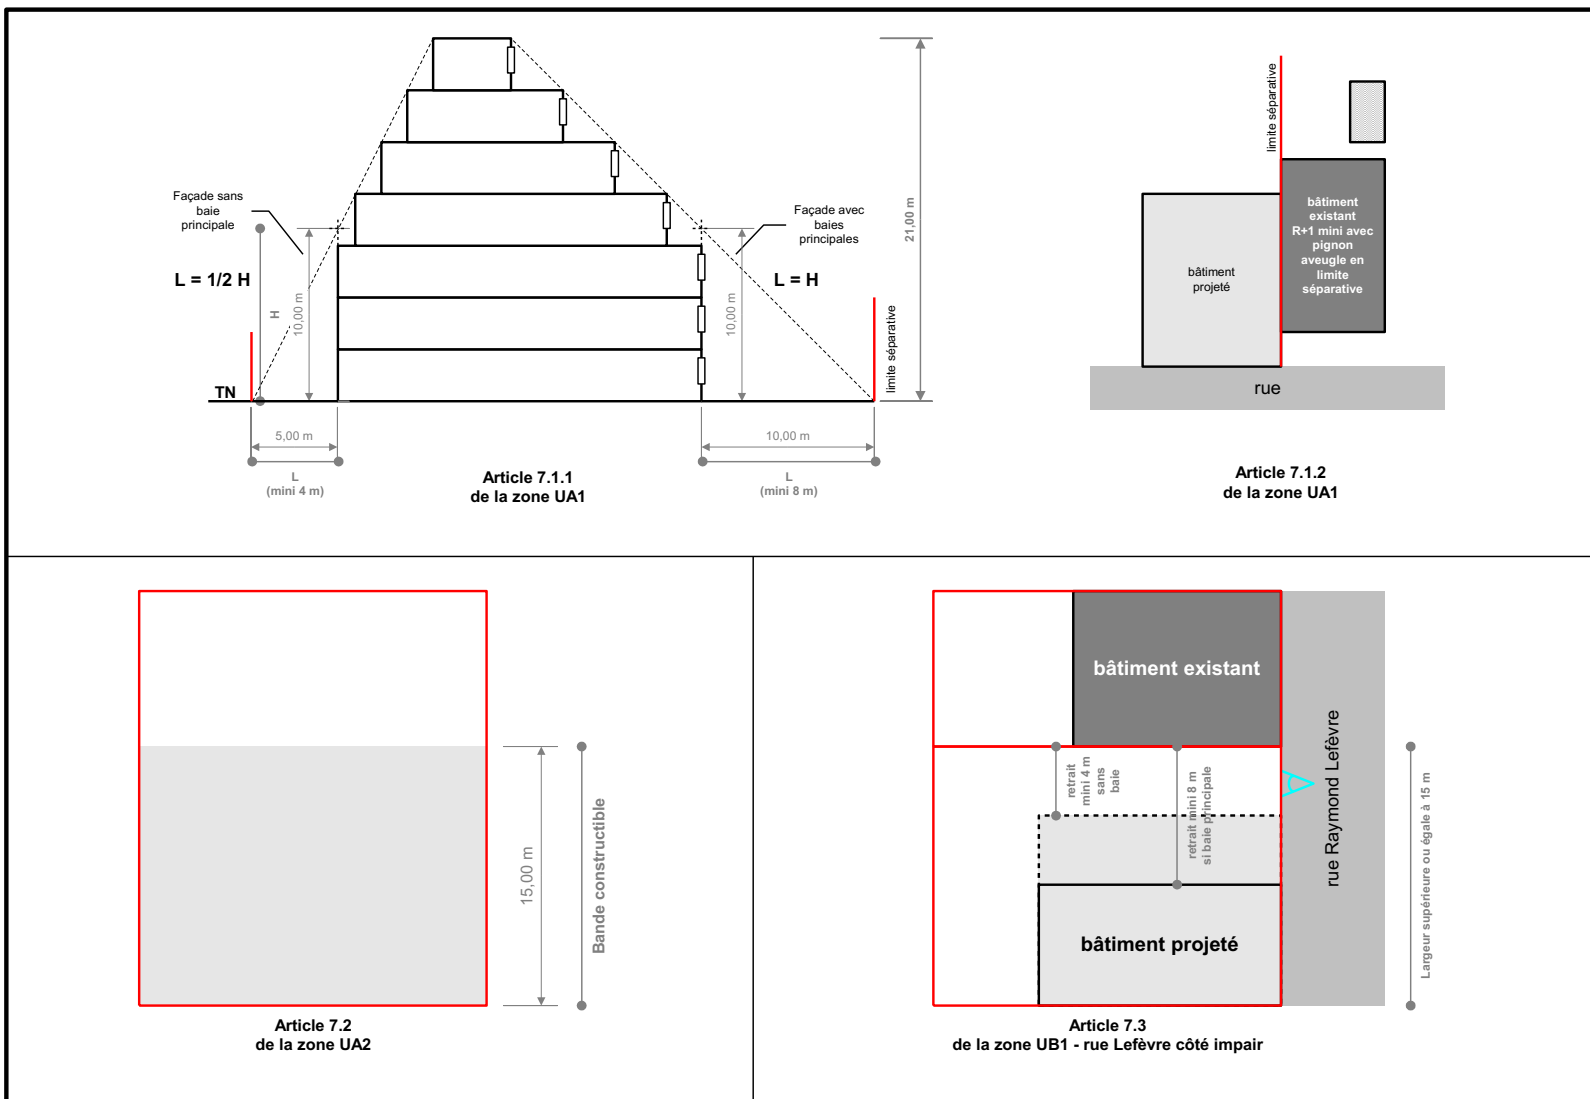 Façade sans
baie
principale
L = 1/2 H
H
10,00 m
TN
5,00 m
L
(mini 4 m)
Façade avec
baies
principales
L = H
10,00 m
limite séparative
10,00 m
L
(mini 8 m)
21,00 m
Article 7.1.1
de la zone UA1
limite séparative
bâtiment
projeté
bâtiment
existant
R+1 mini avec
pignon
aveugle en
limite
séparative
rue
Article 7.1.2
de la zone UA1
15,00 m
Bande constructible
Article 7.2
de la zone UA2
bâtiment existant
retrait
mini 4 m
sans
baie
retrait mini 8 m
si baie principale
bâtiment projeté
rue Raymond Lefèvre
Largeur supérieure ou égale à 15 m
Article 7.3
de la zone UB1 - rue Lefèvre côté impair